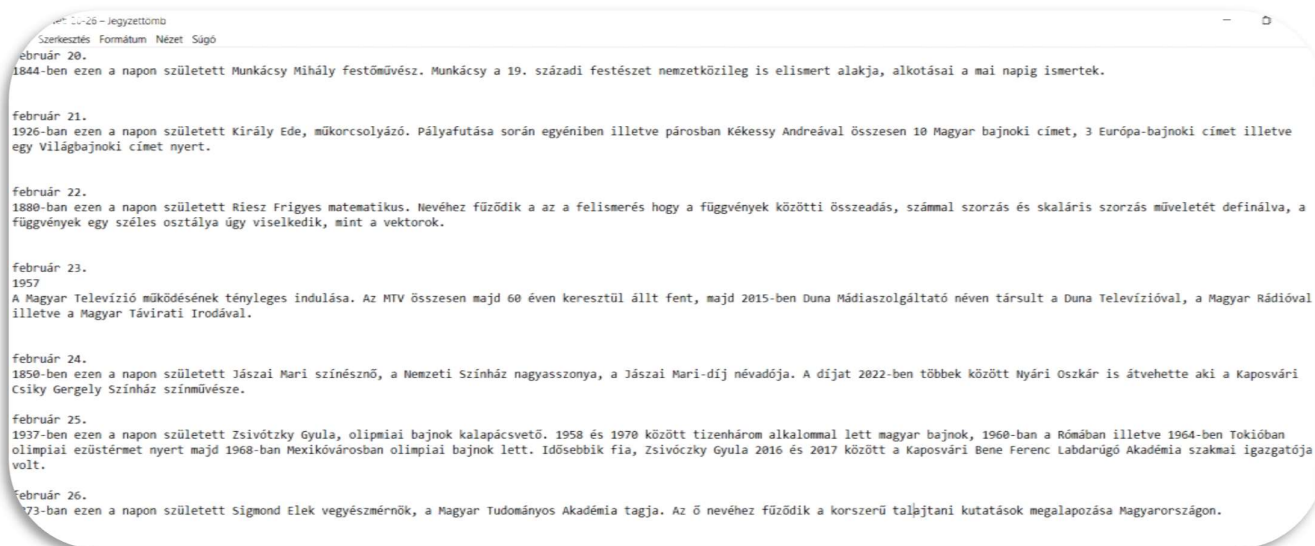 20-26 – Jegyzettömb
Szerkesztés Formátum Nézet Súgó
ebruár 20.
1844-ben ezen a napon született Munkácsy Mihály festőművész. Munkácsy a 19. századi festészet nemzetközileg is elismert alakja, alkotásai a mai napig ismertek.
február 21.
1926-ban ezen a napon született Király Ede, műkorcsolyázó. Pályafutása során egyéniben illetve párosban Kékessy Andreával összesen 10 Magyar bajnoki címet, 3 Európa-bajnoki címet illetve
egy Világbajnoki címet nyert.
február 22.
1880-ban ezen a napon született Riesz Frigyes matematikus. Nevéhez fűződik a az a felismerés hogy a függvények közötti összeadás, számmal szorzás és skaláris szorzás műveletét definálva, a
függvények egy széles osztálya úgy viselkedik, mint a vektorok.
február 23.
1957
A Magyar Televízió működésének tényleges indulása. Az MTV összesen majd 60 éven keresztül állt fent, majd 2015-ben Duna Mádiaszolgáltató néven társult a Duna Televízióval, a Magyar Rádióval
illetve a Magyar Távirati Irodával.
február 24.
1850-ben ezen a napon született Jászai Mari színésznő, a Nemzeti Színház nagyasszonya, a Jászai Mari-díj névadója. A díjat 2022-ben többek között Nyári Oszkár is átvehette aki a Kaposvári
Csiky Gergely Színház színművésze.
február 25.
1937-ben ezen a napon született Zsivótzky Gyula, olipmiai bajnok kalapácsvető. 1958 és 1970 között tizenhárom alkalommal lett magyar bajnok, 1960-ban a Rómában illetve 1964-ben Tokióban
olimpiai ezüstérmet nyert majd 1968-ban Mexikóvárosban olimpiai bajnok lett. Idősebbik fia, Zsivóczky Gyula 2016 és 2017 között a Kaposvári Bene Ferenc Labdarúgó Akadémia szakmai igazgatója
volt.
ebruár 26.
73-ban ezen a napon született Sigmond Elek vegyészmérnök, a Magyar Tudományos Akadémia tagja. Az ő nevéhez fűződik a korszerű talajtani kutatások megalapozása Magyarországon.